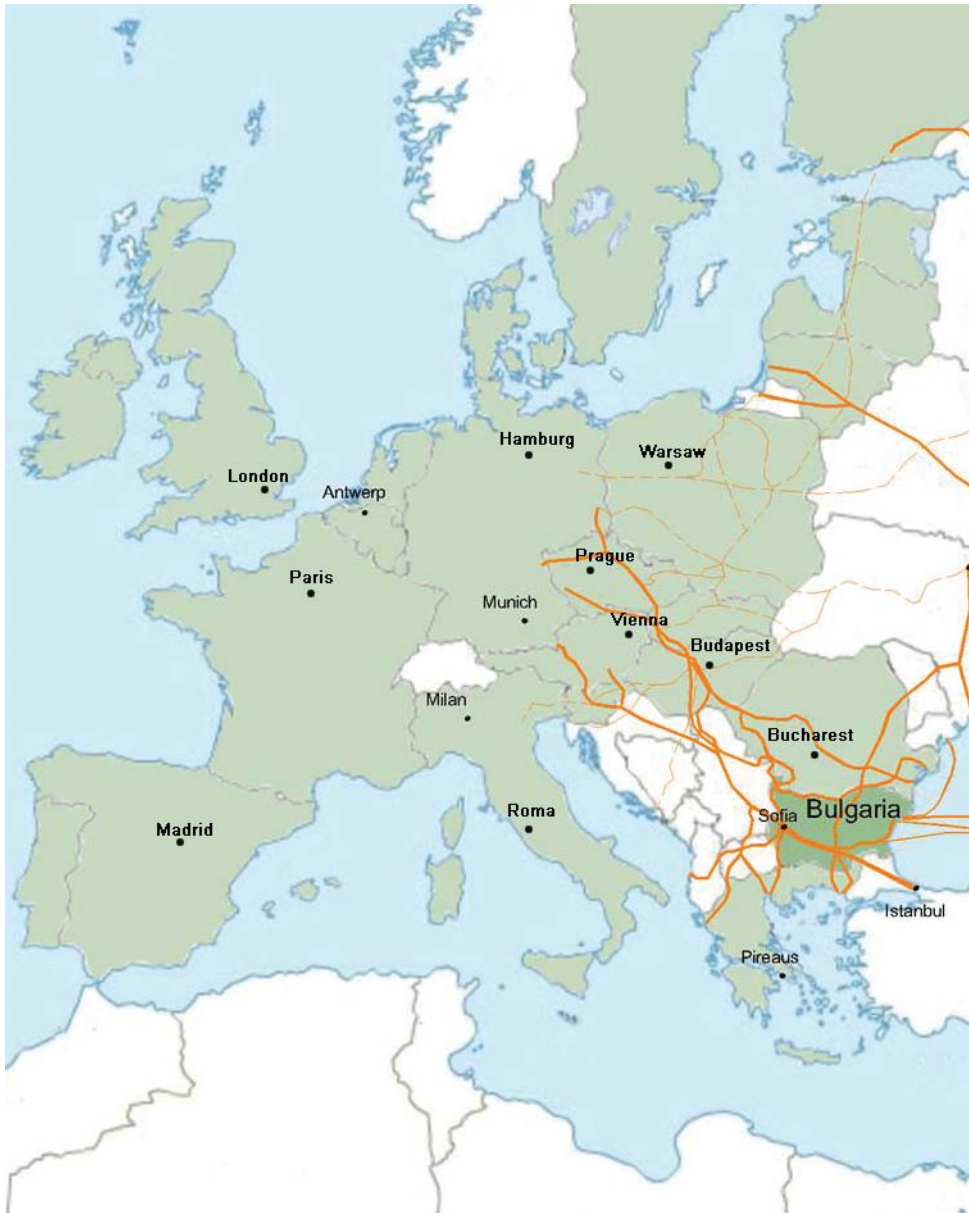 Hamburg
Warsaw
London
Antwerp
Prague
Paris
Munich
Vienna
Budapest
Milan
Bucharest
Bulgaria
Roma
Sofia
Madrid
Istanbul
Pireaus